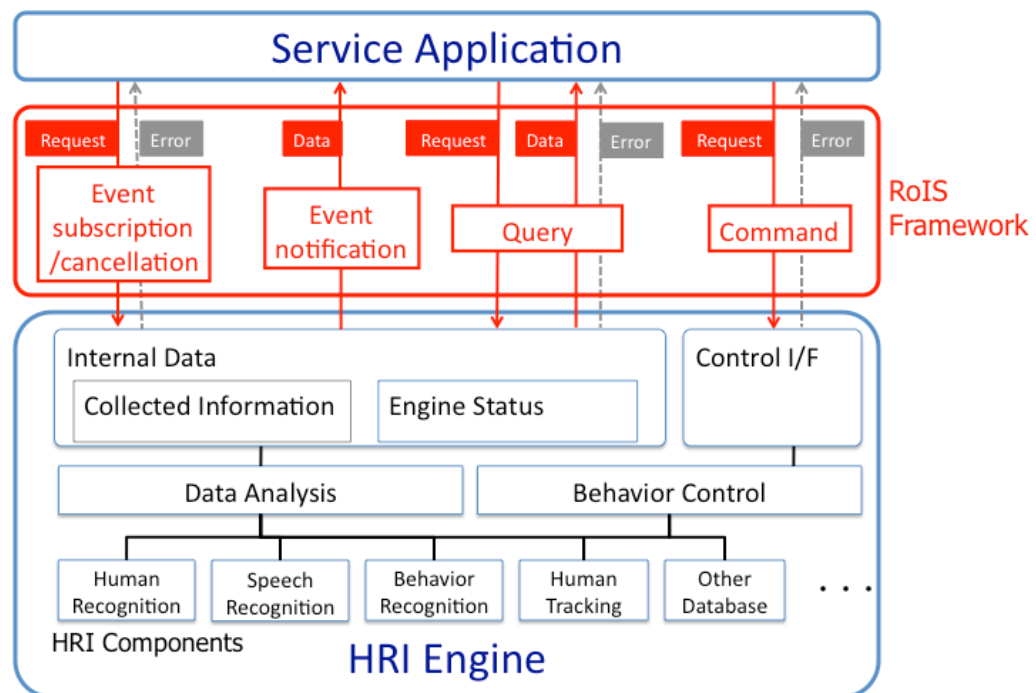 Service Application
Request
Error
Data
Request
Data
Error
Request
Error
Event
subscription
/cancellation
Event
notification
Query
Command
RoIS
Framework
Internal Data
Control I/F
Collected Information
Engine Status
Data Analysis
Behavior Control
Human
Recognition
Speech
Recognition
Behavior
Recognition
Human
Tracking
Other
Database
. . .
HRI Components
HRI Engine